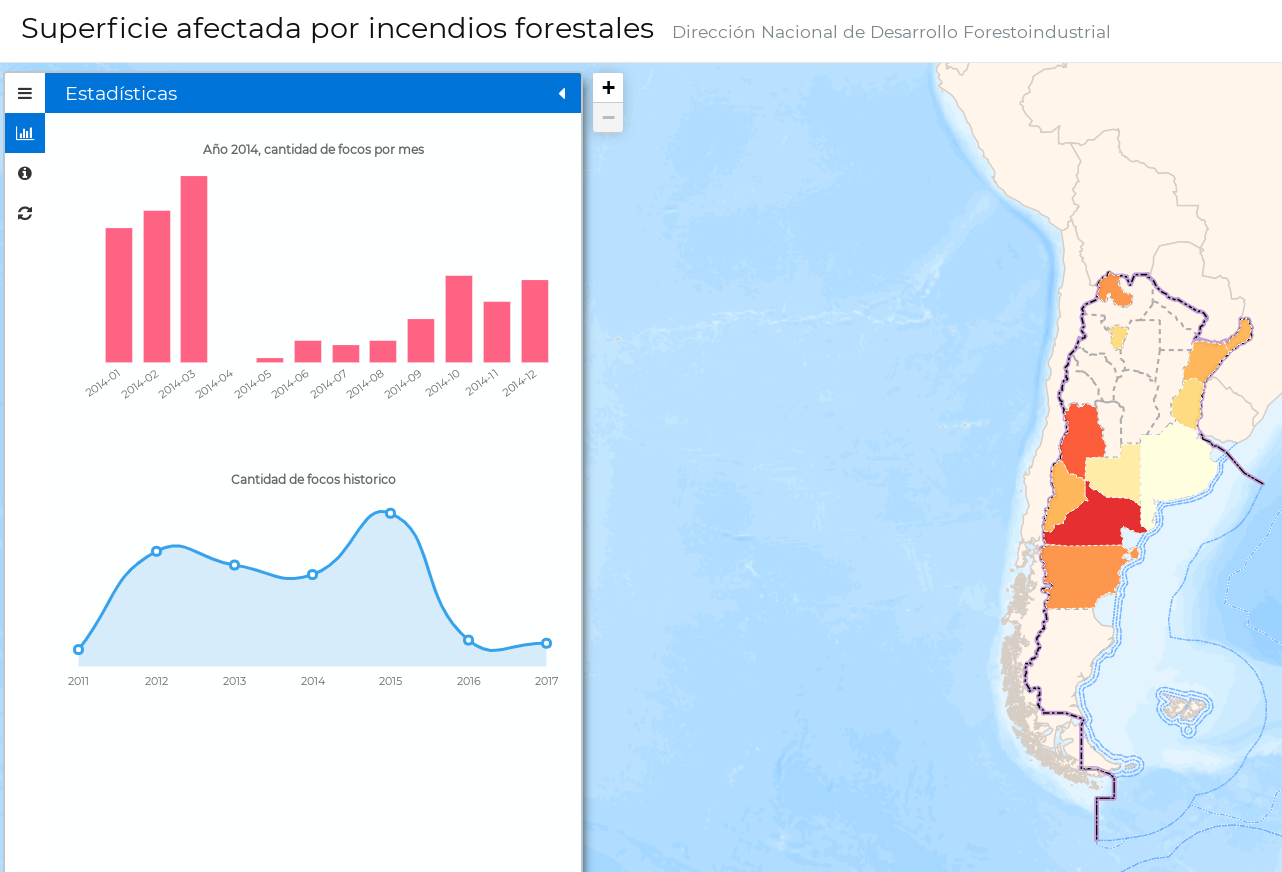 Superficie afectada por incendios forestales Dirección Nacional de Desarrollo Forestoindustrial
Estadísticas
+
−
Año 2014, cantidad de focos por mes
2014-01 2014-02 2014-03 2014-04 2014-05 2014-06 2014-07 2014-08 2014-09 2014-10 2014-11 2014-12
Cantidad de focos historico
2011 2012 2013 2014 2015 2016 2017